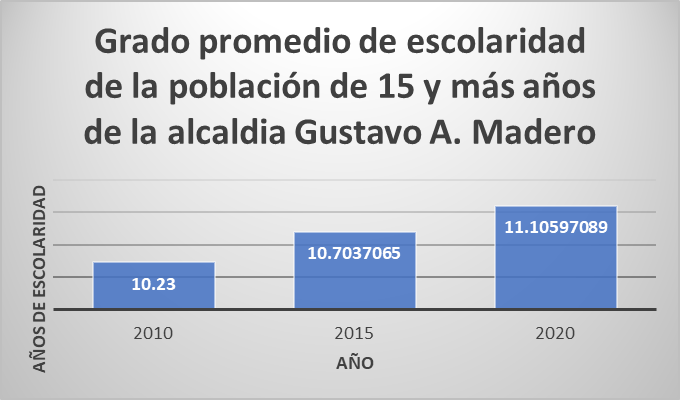 Grado promedio de escolaridad
de la población de 15 y más años
de la alcaldia Gustavo A. Madero
AÑOS DE ESCOLARIDAD
10.23
10.7037065
11.10597089
2010
2015
2020
AÑO